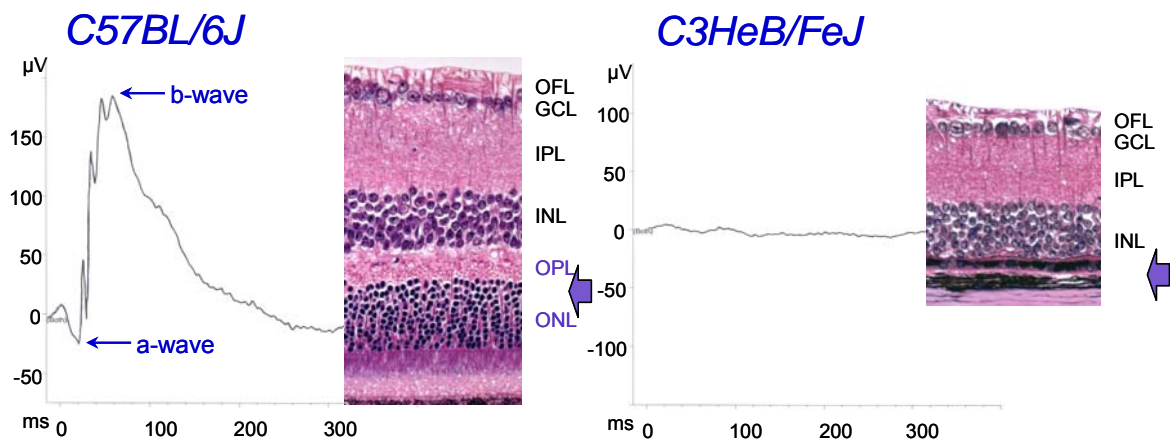 C57BL/6J
µV
150
100
50
0
-50
ms
0
100
200
300
b-wave
a-wave
OFL
GCL
IPL
INL
OPL
ONL
C3HeB/FeJ
µV
100
50
0
-50
-100
ms
0
100
200
300
OFL
GCL
IPL
INL